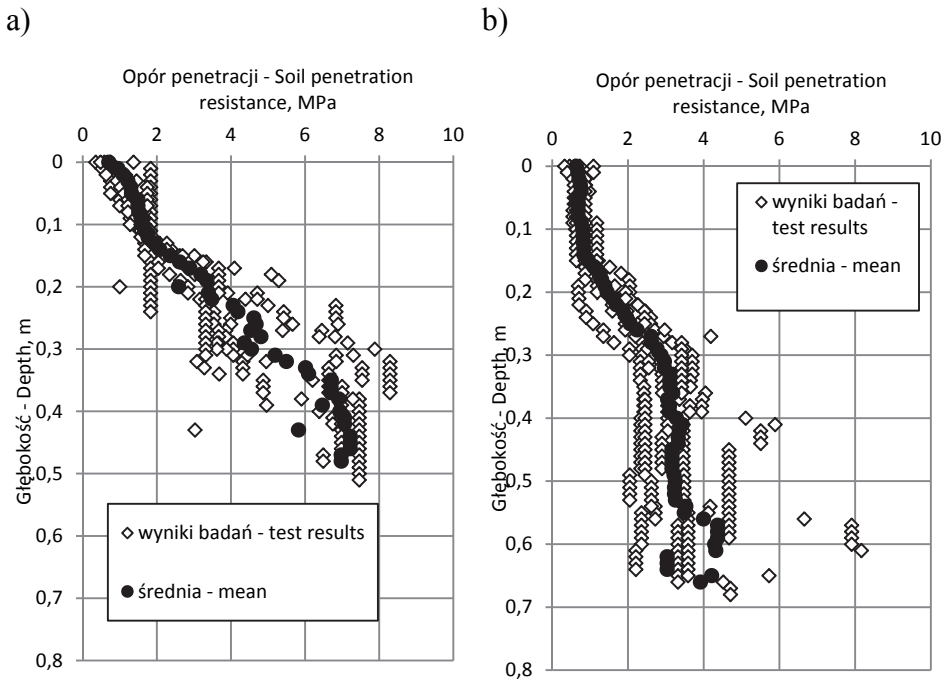 a)
Opór penetracji - Soil penetration
resistance, MPa
0 2 4 6 8 10
0
0,1
0,2
0,3
0,4
0,5
0,6
0,7
0,8
Głębokość - Depth, m
wyniki badań - test results
średnia - mean
b)
Opór penetracji - Soil penetration
resistance, MPa
0 2 4 6 8 10
0
0,1
0,2
0,3
0,4
0,5
0,6
0,7
0,8
Głębokość - Depth, m
wyniki badań -
test results
średnia - mean